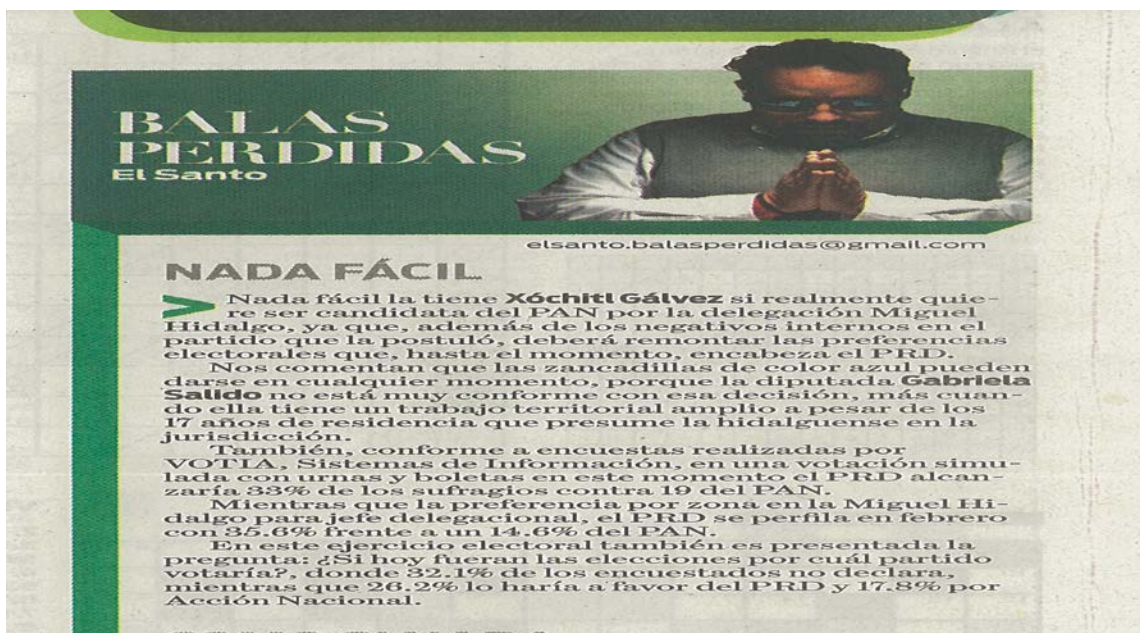 BALAS
PERDIDAS
El Santo
elsanto.balasperdidas@gmail.com
NADA FÁCIL
> Nada fácil la tiene Xóchitl Gálvez si realmente quie-
re ser candidata del PAN por la delegación Miguel
Hidalgo, ya que, además de los negativos internos en el
partido que la postuló, deberá remontar las preferencias
electorales que, hasta el momento, encabeza el PRD.
Nos comentan que las zancadillas de color azul pueden
darse en cualquier momento, porque la diputada Gabriela
Salido no está muy conforme con esa decisión, más cuan-
do ella tiene un trabajo territorial amplio a pesar de los
17 años de residencia que presume la hidalguense en la
jurisdicción.
También, conforme a encuestas realizadas por
VOTIA, Sistemas de Información, en una votación simu-
lada con urnas y boletas en este momento el PRD alcan-
zaría 33% de los sufragios contra 19 del PAN.
Mientras que la preferencia por zona en la Miguel Hi-
dalgo para jefe delegacional, el PRD se perfila en febrero
con 35.6% frente a un 14.6% del PAN.
En este ejercicio electoral también es presentada la
pregunta: ¿Si hoy fueran las elecciones por cuál partido
votaría?, donde 32.1% de los encuestados no declara,
mientras que 26.2% lo haría a favor del PRD y 17.8% por
Acción Nacional.